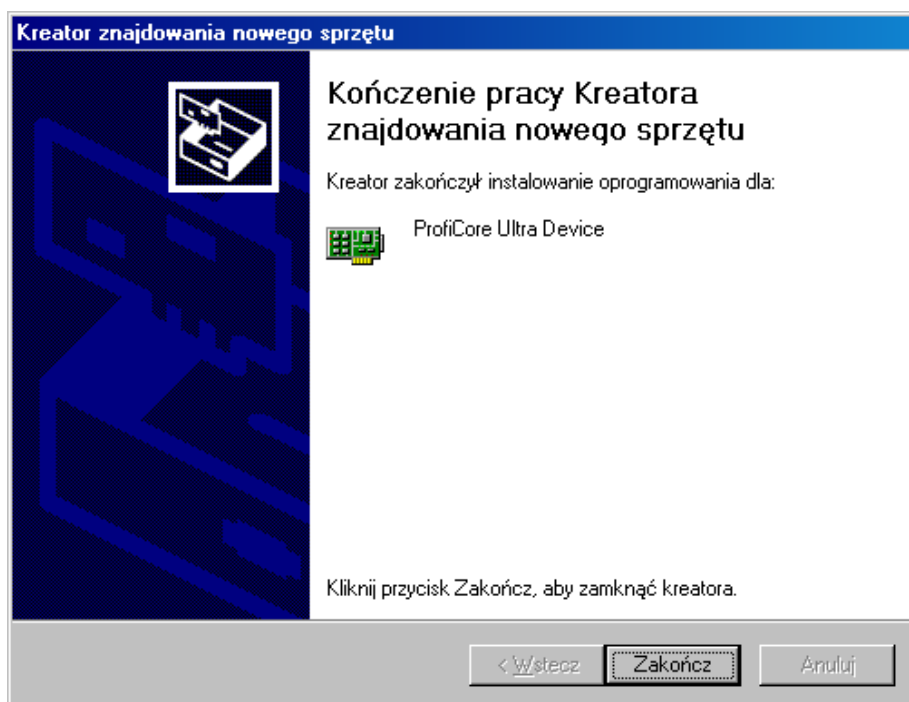 Kreator znajdowania nowego sprzętu
Kończenie pracy Kreatora
znajdowania nowego sprzętu
Kreator zakończył instalowanie oprogramowania dla:
ProfiCore Ultra Device
Kliknij przycisk Zakończ, aby zamknąć kreatora.
< Wstecz
Zakończ
Anuluj